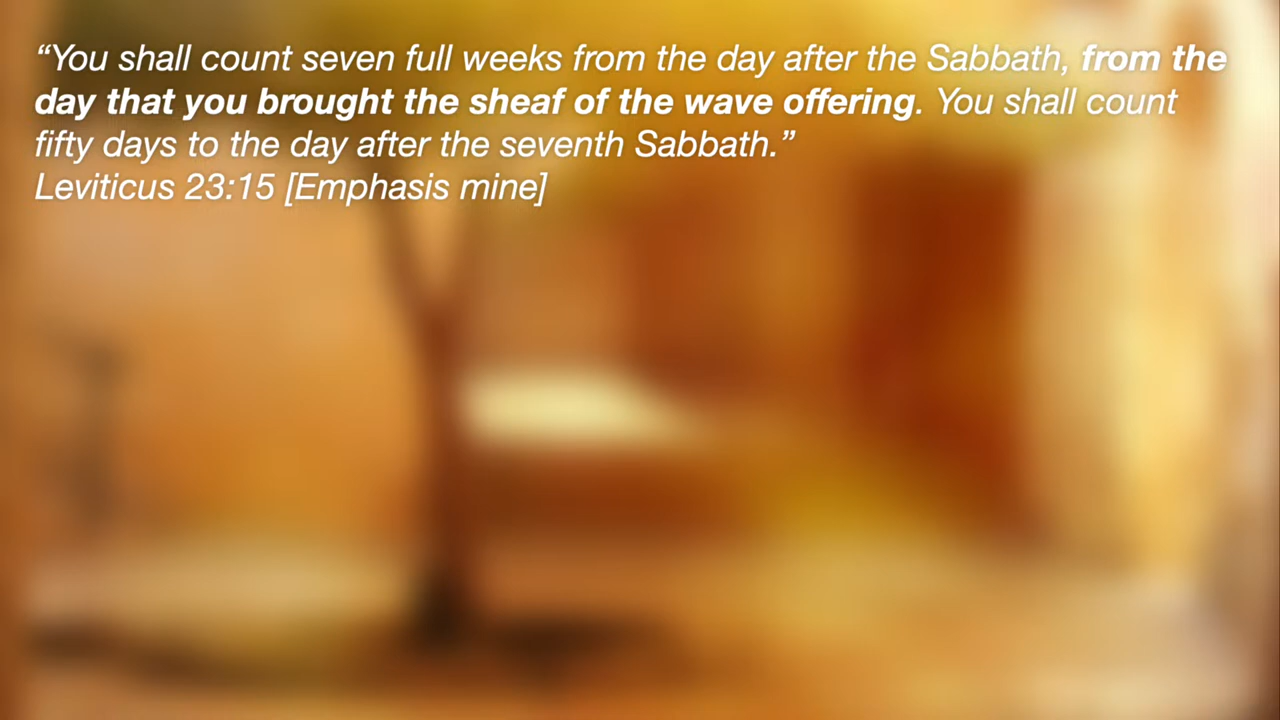 “You shall count seven full weeks from the day after the Sabbath, from the
day that you brought the sheaf of the wave offering. You shall count
fifty days to the day after the seventh Sabbath.”
Leviticus 23:15 [Emphasis mine]